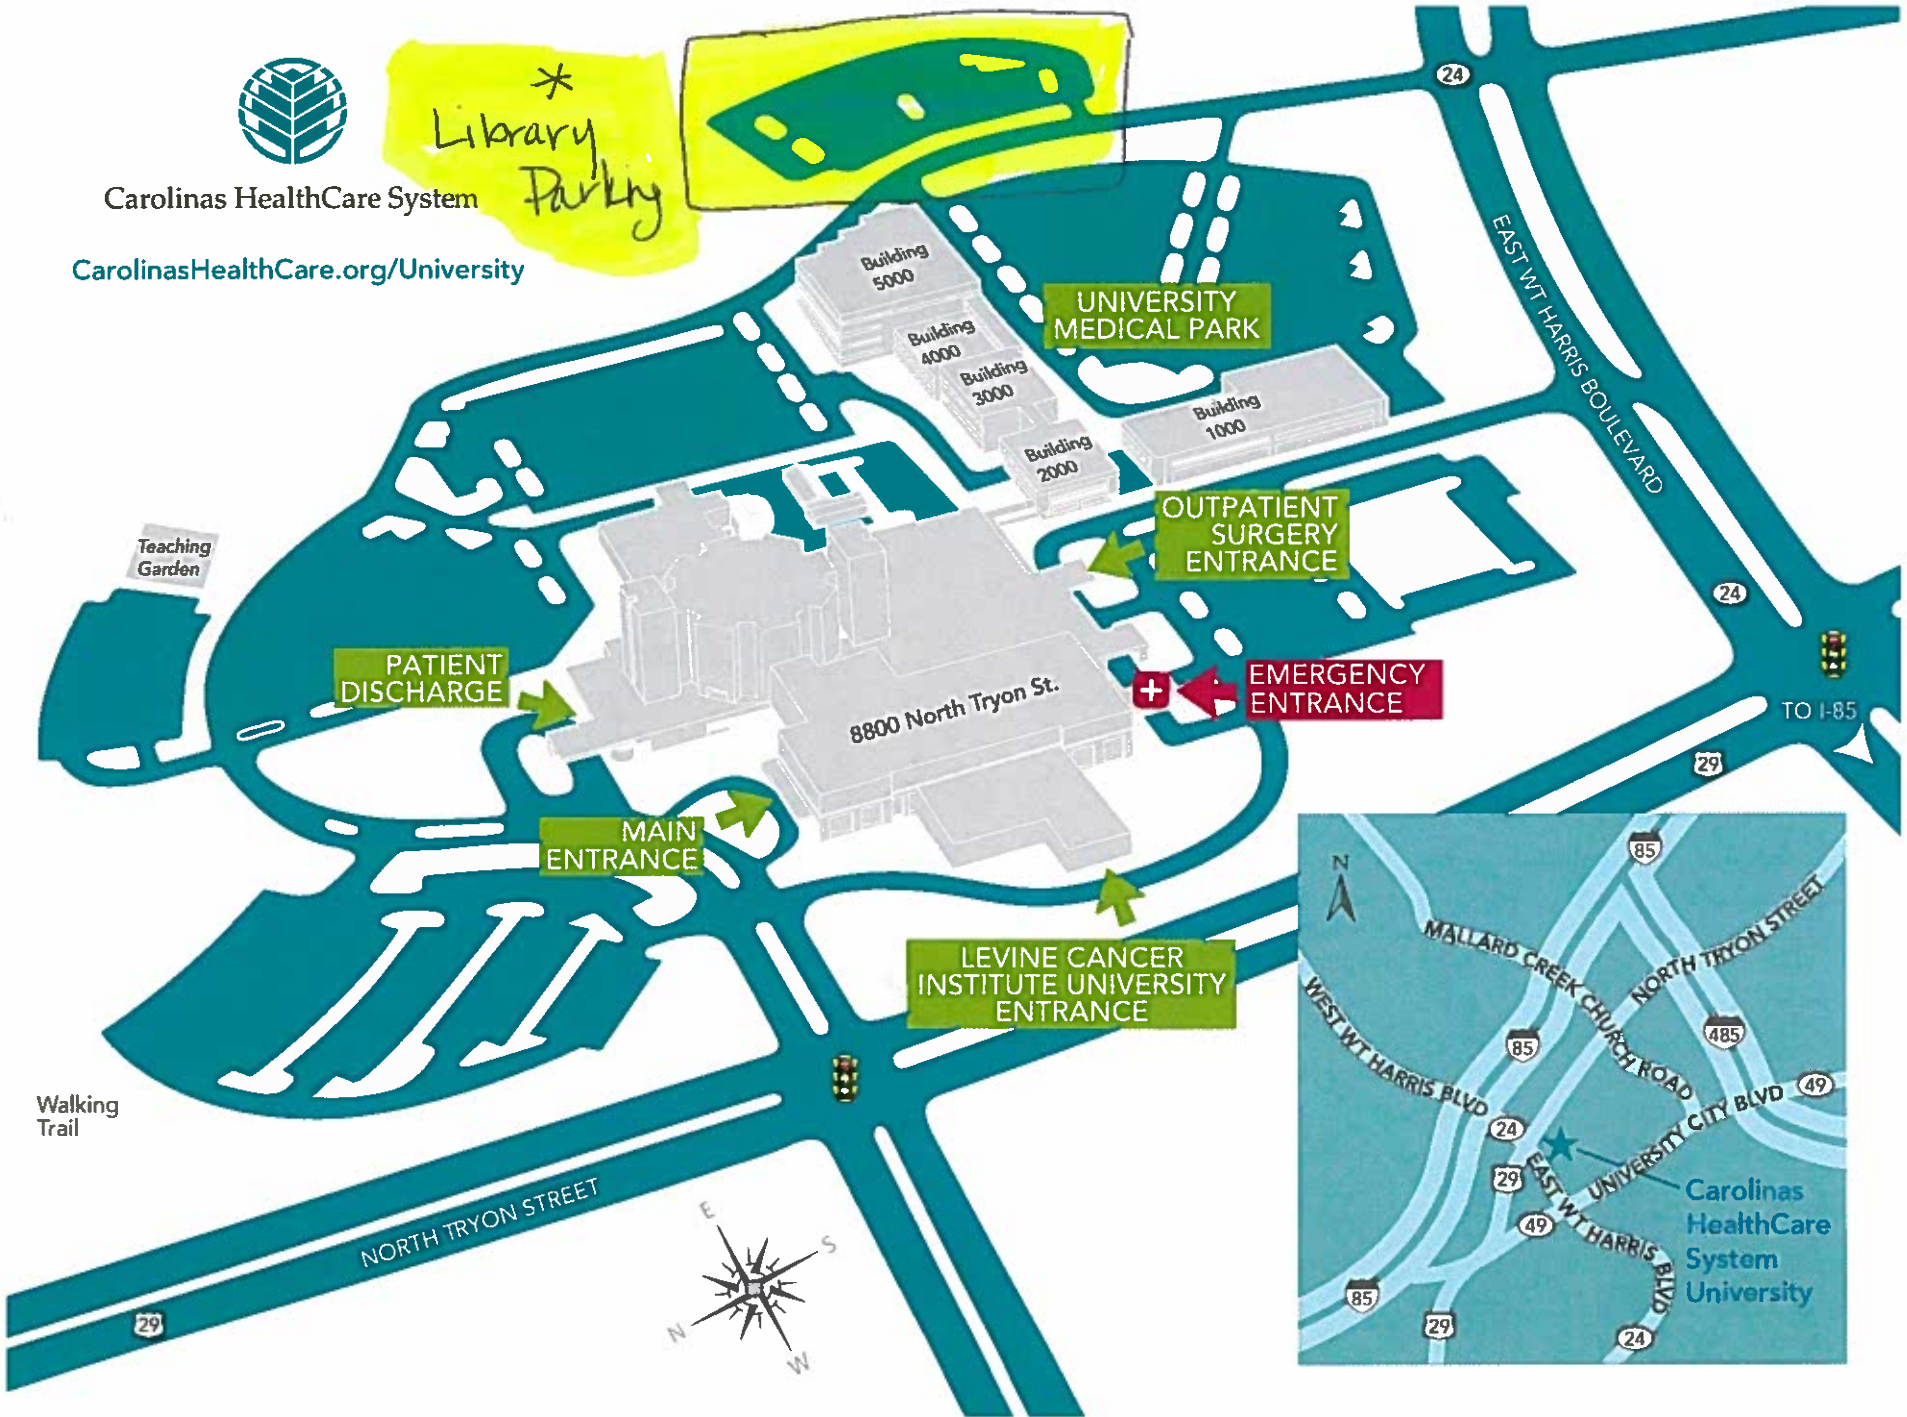 *
Library
Parking
Carolinas HealthCare System
CarolinasHealthCare.org/University
24
Building
5000
Building
4000
Building
3000
Building
2000
Building
1000
UNIVERSITY
MEDICAL PARK
EAST WT HARRIS BOULEVARD
OUTPATIENT
SURGERY
ENTRANCE
24
Teaching
Garden
PATIENT
DISCHARGE
EMERGENCY
ENTRANCE
8800 North Tryon St.
TO I-85
29
MAIN
ENTRANCE
LEVINE CANCER
INSTITUTE UNIVERSITY
ENTRANCE
Walking
Trail
NORTH TRYON STREET
29
E
S
N
W
N
85
MALLARD CREEK CHURCH ROAD
NORTH TRYON STREET
WEST WT HARRIS BLVD
85
485
49
24
UNIVERSITY CITY BLVD
29
EAST WT HARRIS BLVD
49
Carolinas
HealthCare
System
University
85
29
24